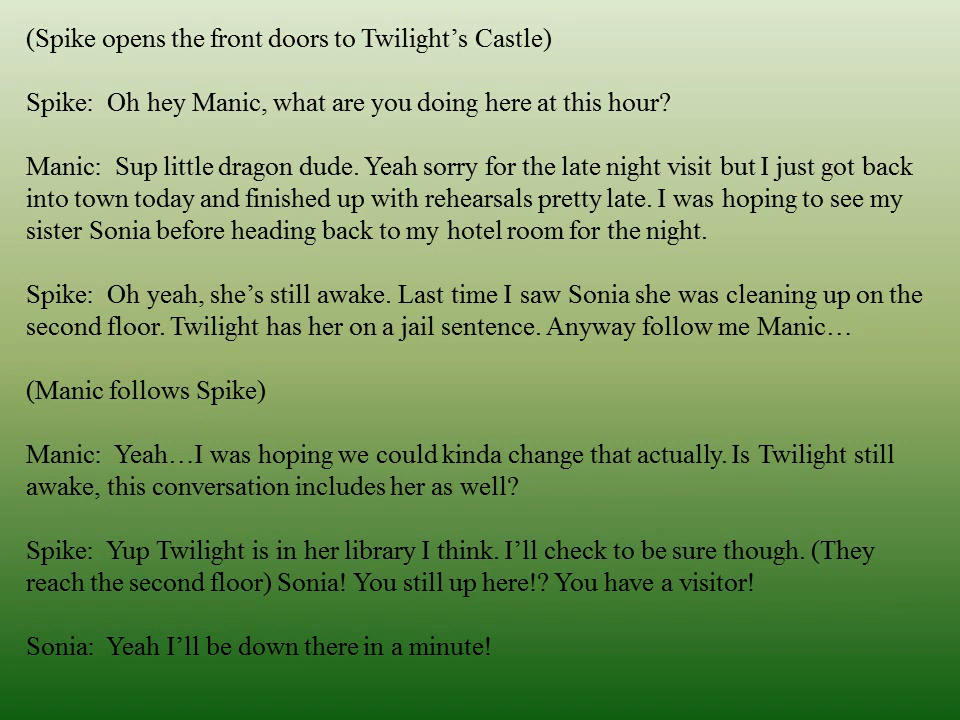 (Spike opens the front doors to Twilight’s Castle)
Spike:  Oh hey Manic, what are you doing here at this hour?
Manic:  Sup little dragon dude. Yeah sorry for the late night visit but I just got back
into town today and finished up with rehearsals pretty late. I was hoping to see my
sister Sonia before heading back to my hotel room for the night.
Spike:  Oh yeah, she’s still awake. Last time I saw Sonia she was cleaning up on the
second floor. Twilight has her on a jail sentence. Anyway follow me Manic…
(Manic follows Spike)
Manic:  Yeah…I was hoping we could kinda change that actually. Is Twilight still
awake, this conversation includes her as well?
Spike:  Yup Twilight is in her library I think. I’ll check to be sure though. (They
reach the second floor) Sonia! You still up here!? You have a visitor!
Sonia:  Yeah I’ll be down there in a minute!